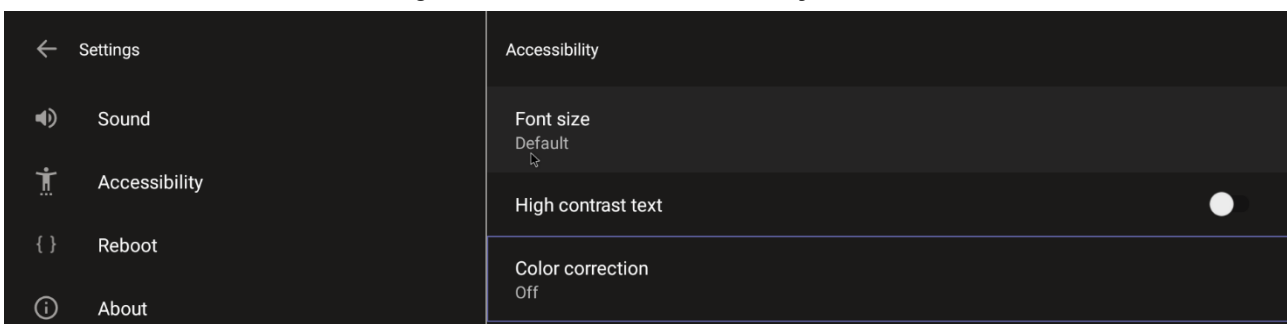 Settings
Sound
Accessibility
Reboot
About
Accessibility
Font size
Default
High contrast text
Color correction
Off